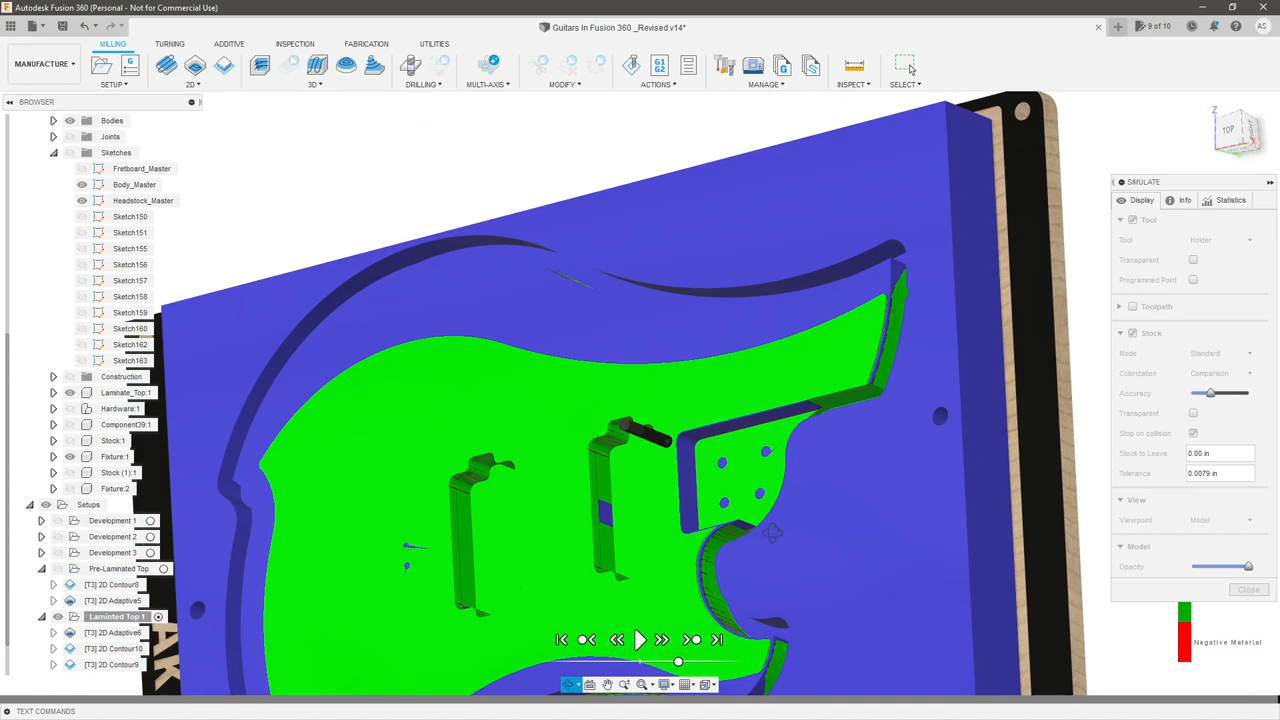 Autodesk Fusion 360 (Personal - Not for Commercial Use)
Guitars In Fusion 360 _Revised v14*
9 of 10
AS
MILLING
TURNING
ADDITIVE
INSPECTION
FABRICATION
UTILITIES
MANUFACTURE
G
G1
G2
G
G
SETUP
2D
3D
DRILLING
MULTI-AXIS
MODIFY
ACTIONS
MANAGE
INSPECT
SELECT
BROWSER
Bodies
Joints
Sketches
Fretboard_Master
Body_Master
Headstock_Master
Sketch150
Sketch151
Sketch155
Sketch156
Sketch157
Sketch158
Sketch159
Sketch160
Sketch162
Sketch163
Construction
Laminate_Top:1
Hardware:1
Component39:1
Stock:1
Fixture:1
Stock (1):1
Fixture:2
Setups
Development 1
Development 2
Development 3
Pre-Laminated Top
[T3] 2D Contour8
[T3] 2D Adaptive5
Laminted Top 1
[T3] 2D Adaptive6
[T3] 2D Contour10
[T3] 2D Contour9
Z
TOP
RIGHT
X
SIMULATE
Display
Info
Statistics
Tool
Tool Holder
Transparent
Programmed Point
Toolpath
Stock
Mode Standard
Colorization Comparison
Accuracy
Transparent
Stop on collision
Stock to Leave 0.00 in
Tolerance 0.0079 in
View
Viewpoint Model
Model
Opacity
Close
Negative Material
TEXT COMMANDS